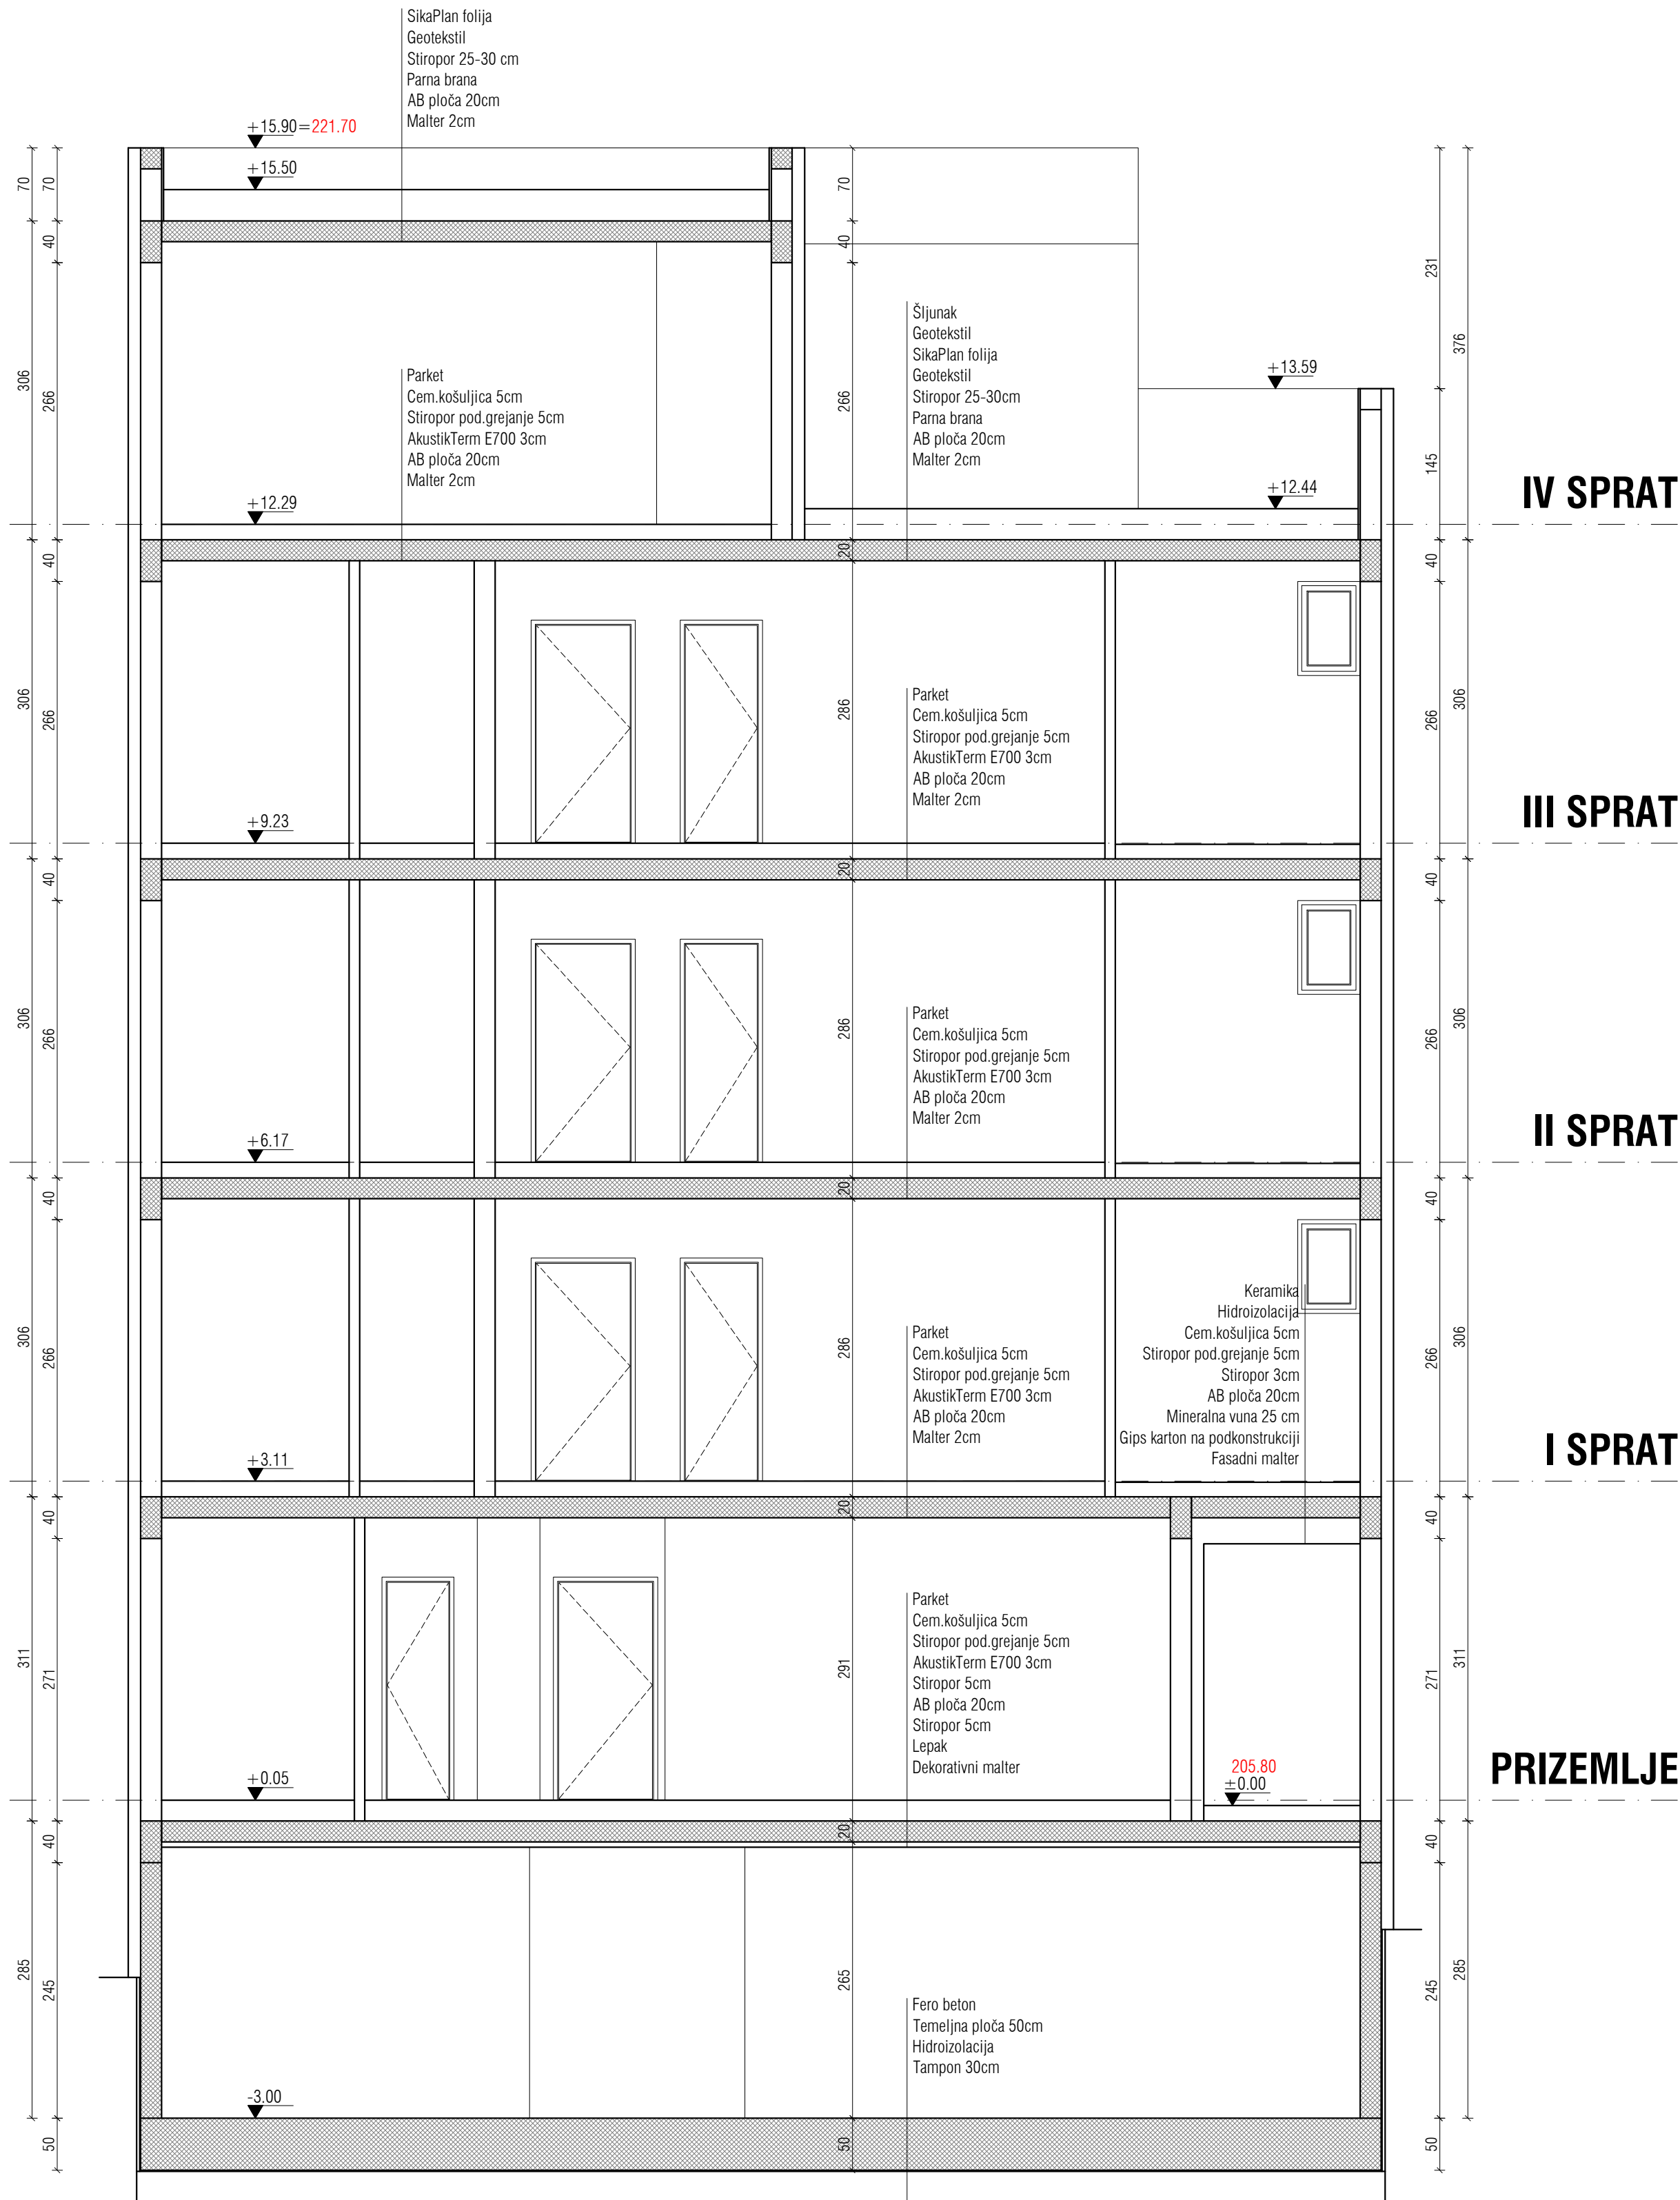 SikaPlan folija
Geotekstil
Stiropor 25-30 cm
Parna brana
AB ploča 20cm
Malter 2cm
+15.90=221.70
+15.50
70
70
70
40
40
231
376
Šljunak
Geotekstil
SikaPlan folija
Geotekstil
Stiropor 25-30cm
Parna brana
AB ploča 20cm
Malter 2cm
+13.59
Parket
Cem.košuljica 5cm
Stiropor pod.grejanje 5cm
AkustikTerm E700 3cm
AB ploča 20cm
Malter 2cm
306
266
266
145
+12.29
+12.44
IV SPRAT
40
20
40
306
266
286
266
306
Parket
Cem.košuljica 5cm
Stiropor pod.grejanje 5cm
AkustikTerm E700 3cm
AB ploča 20cm
Malter 2cm
+9.23
III SPRAT
40
20
40
306
266
286
266
306
Parket
Cem.košuljica 5cm
Stiropor pod.grejanje 5cm
AkustikTerm E700 3cm
AB ploča 20cm
Malter 2cm
+6.17
II SPRAT
40
20
40
306
266
286
266
306
Parket
Cem.košuljica 5cm
Stiropor pod.grejanje 5cm
AkustikTerm E700 3cm
AB ploča 20cm
Malter 2cm
Keramika
Hidroizolacija
Cem.košuljica 5cm
Stiropor pod.grejanje 5cm
Stiropor 3cm
AB ploča 20cm
Mineralna vuna 25 cm
Gips karton na podkonstrukciji
Fasadni malter
+3.11
I SPRAT
40
20
40
311
271
291
271
311
Parket
Cem.košuljica 5cm
Stiropor pod.grejanje 5cm
AkustikTerm E700 3cm
Stiropor 5cm
AB ploča 20cm
Stiropor 5cm
Lepak
Dekorativni malter
+0.05
205.80
±0.00
PRIZEMLJE
40
20
40
285
245
265
245
285
Fero beton
Temeljna ploča 50cm
Hidroizolacija
Tampon 30cm
-3.00
50
50
50